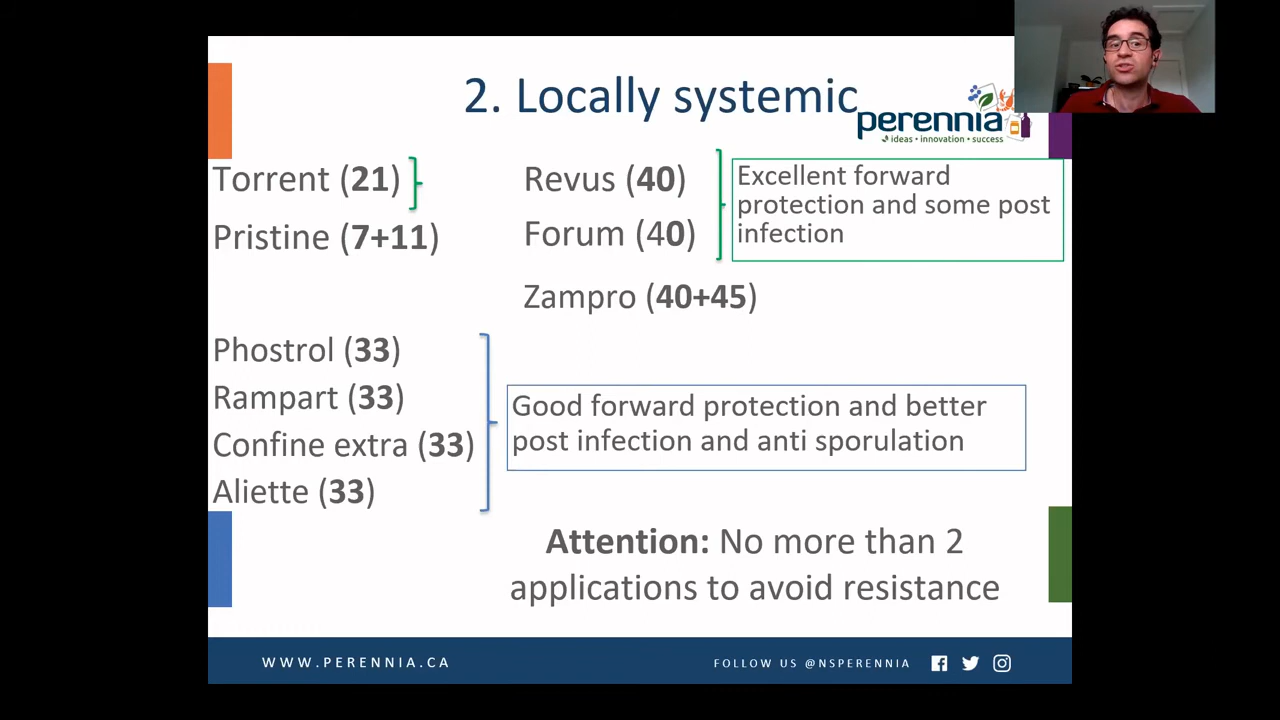 2. Locally systemic
perennia
ideas • innovation • success
Torrent (21)
Pristine (7+11)
Revus (40)
Forum (40)
Zampro (40+45)
Excellent forward
protection and some post
infection
Phostrol (33)
Rampart (33)
Confine extra (33)
Aliette (33)
Good forward protection and better
post infection and anti sporulation
Attention: No more than 2
applications to avoid resistance
WWW.PERENNIA.CA
FOLLOW US @NSPERENNIA